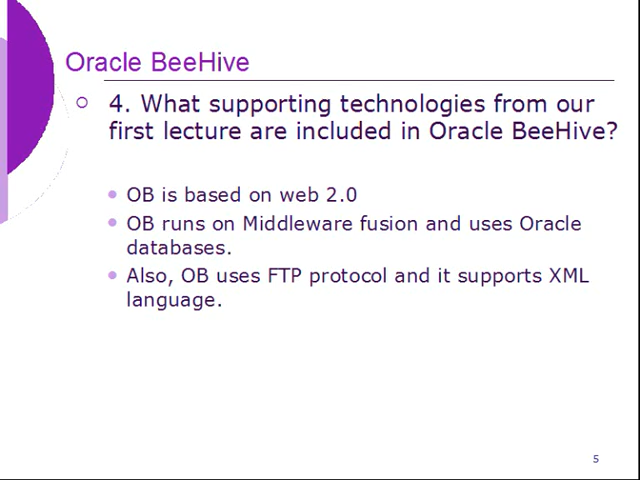 Oracle BeeHive
4. What supporting technologies from our
first lecture are included in Oracle BeeHive?
OB is based on web 2.0
OB runs on Middleware fusion and uses Oracle
databases.
Also, OB uses FTP protocol and it supports XML
language.
5